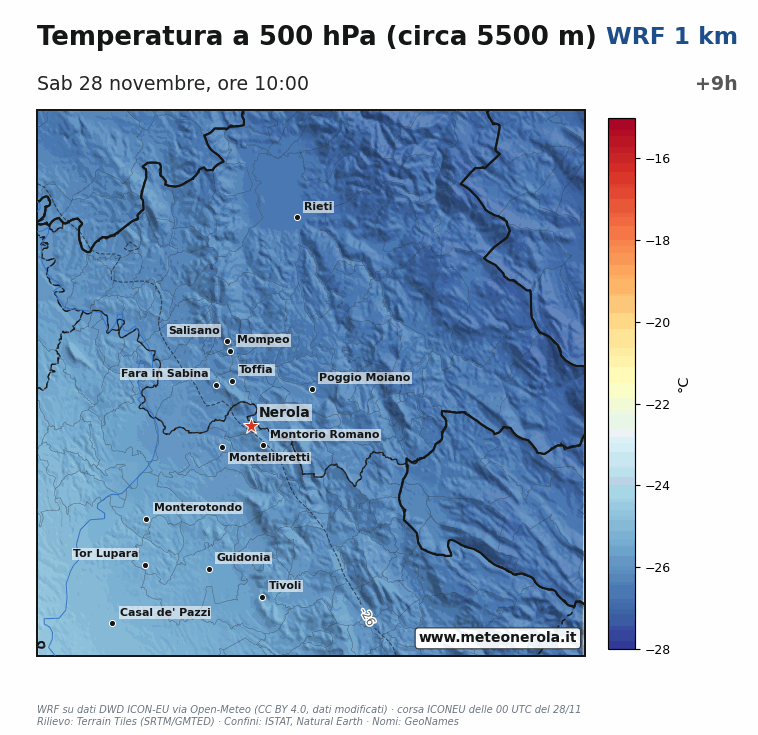 Temperatura a 500 hPa (circa 5500 m) WRF 1 km
Sab 28 novembre, ore 10:00 +9h
Rieti
Salisano
Mompeo
Fara in Sabina
Toffia
Poggio Moiano
Nerola
Montorio Romano
Montelibretti
Monterotondo
Tor Lupara
Guidonia
Tivoli
Casal de' Pazzi
-26
www.meteonerola.it
−16
−18
−20
−22
−24
−26
−28
°C
WRF su dati DWD ICON-EU via Open-Meteo (CC BY 4.0, dati modificati) · corsa ICONEU delle 00 UTC del 28/11
Rilievo: Terrain Tiles (SRTM/GMTED) · Confini: ISTAT, Natural Earth · Nomi: GeoNames